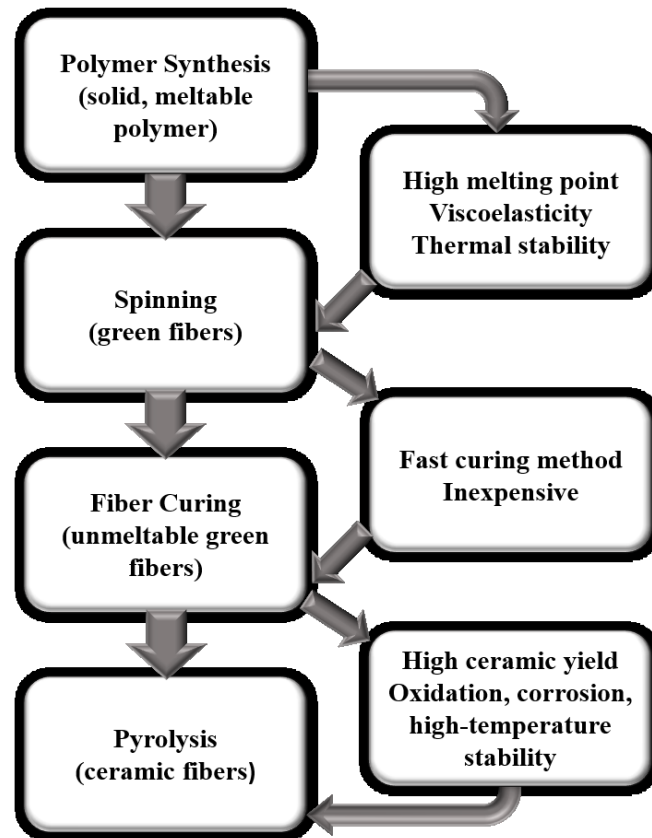 Polymer Synthesis
(solid, meltable
polymer)
High melting point
Viscoelasticity
Thermal stability
Spinning
(green fibers)
Fast curing method
Inexpensive
Fiber Curing
(unmeltable green
fibers)
High ceramic yield
Oxidation, corrosion,
high-temperature
stability
Pyrolysis
(ceramic fibers)